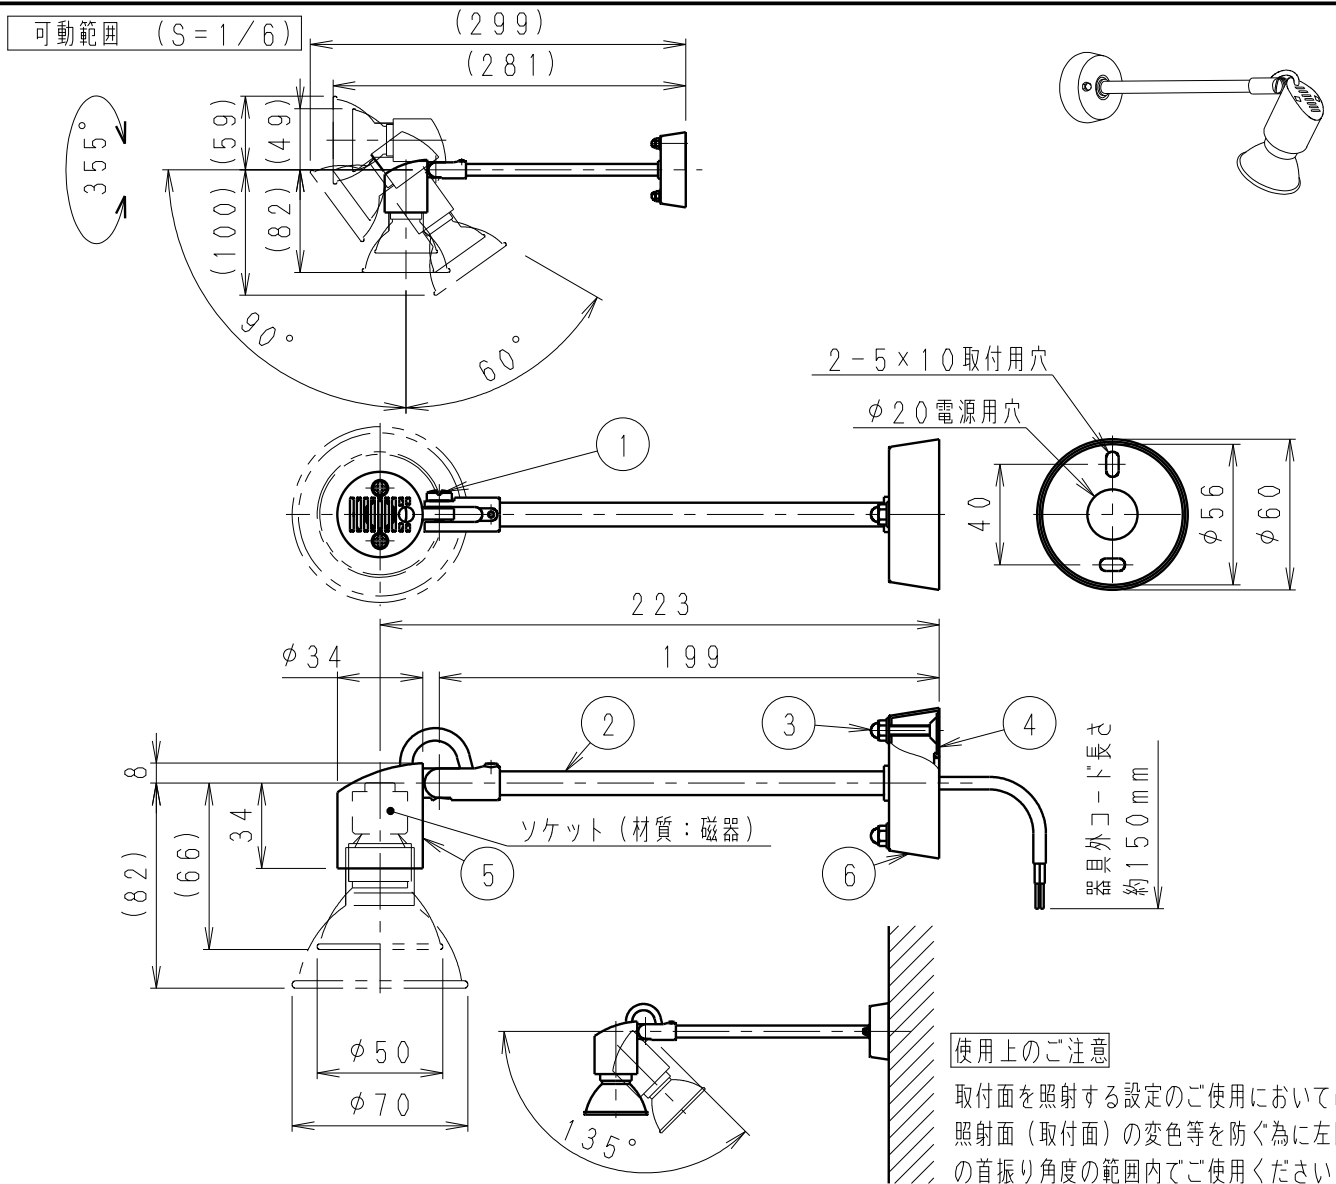 可動範囲 (S=1/6)
(299)
(281)
(59)
(49)
355°
(100)
(82)
90°
60°
2-5×10取付用穴
φ20電源用穴
1
40
φ56
φ60
223
φ34
199
2
3
4
8
34
(66)
(82)
ソケット (材質:磁器)
5
6
器具外コード長さ
約150mm
φ50
φ70
135°
使用上のご注意
取付面を照射する設定のご使用において
照射面(取付面)の変色等を防ぐ為に左
の首振り角度の範囲内でご使用ください